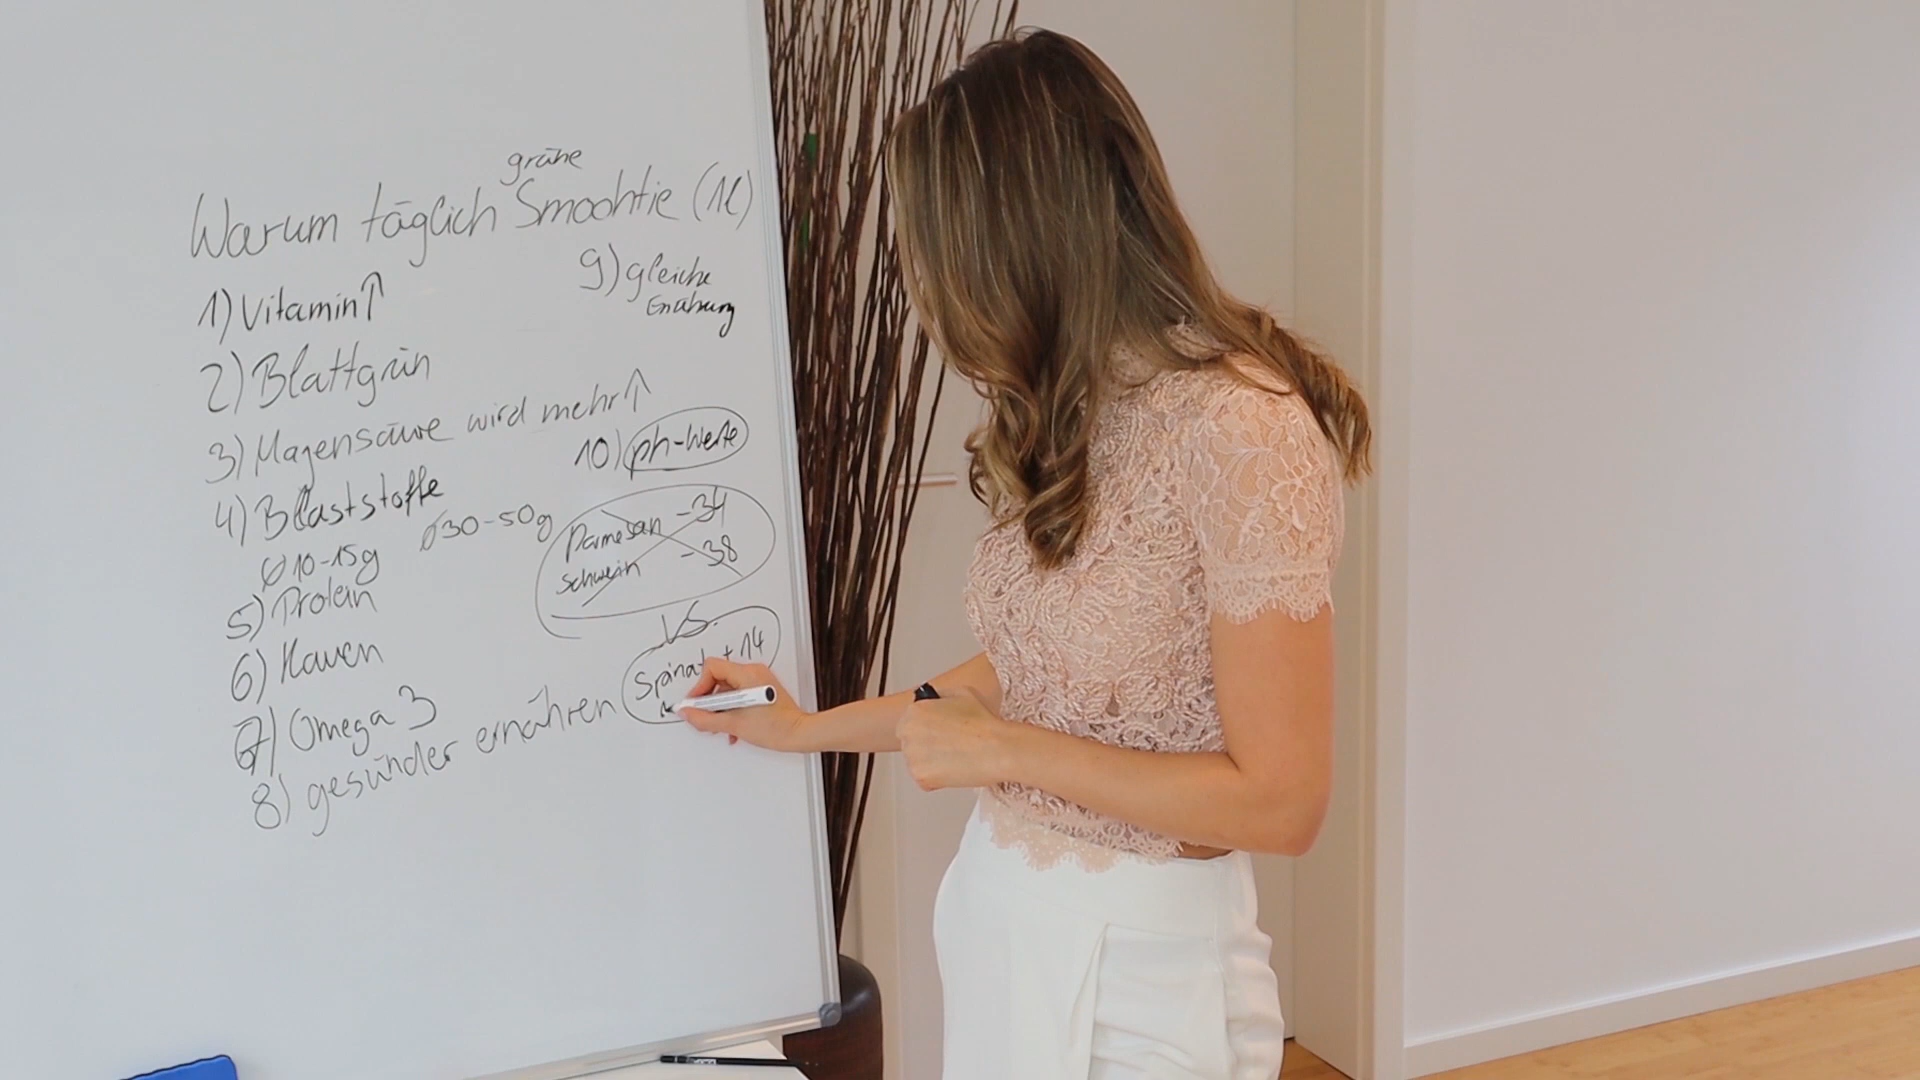 grüne
Warum täglich Smoohtie (1l)
1) Vitamin↑
2) Blattgrün
3) Magensäure wird mehr↑
4) Blaststoffe
Ø10-15g Ø30-50g
5) Protein
6) Kauen
7) Omega 3
8) gesünder ernähren
9) gleiche
Ernährung
10) ph-Werte
Parmesan -34
Schwein -38
VS.
Spinat +14